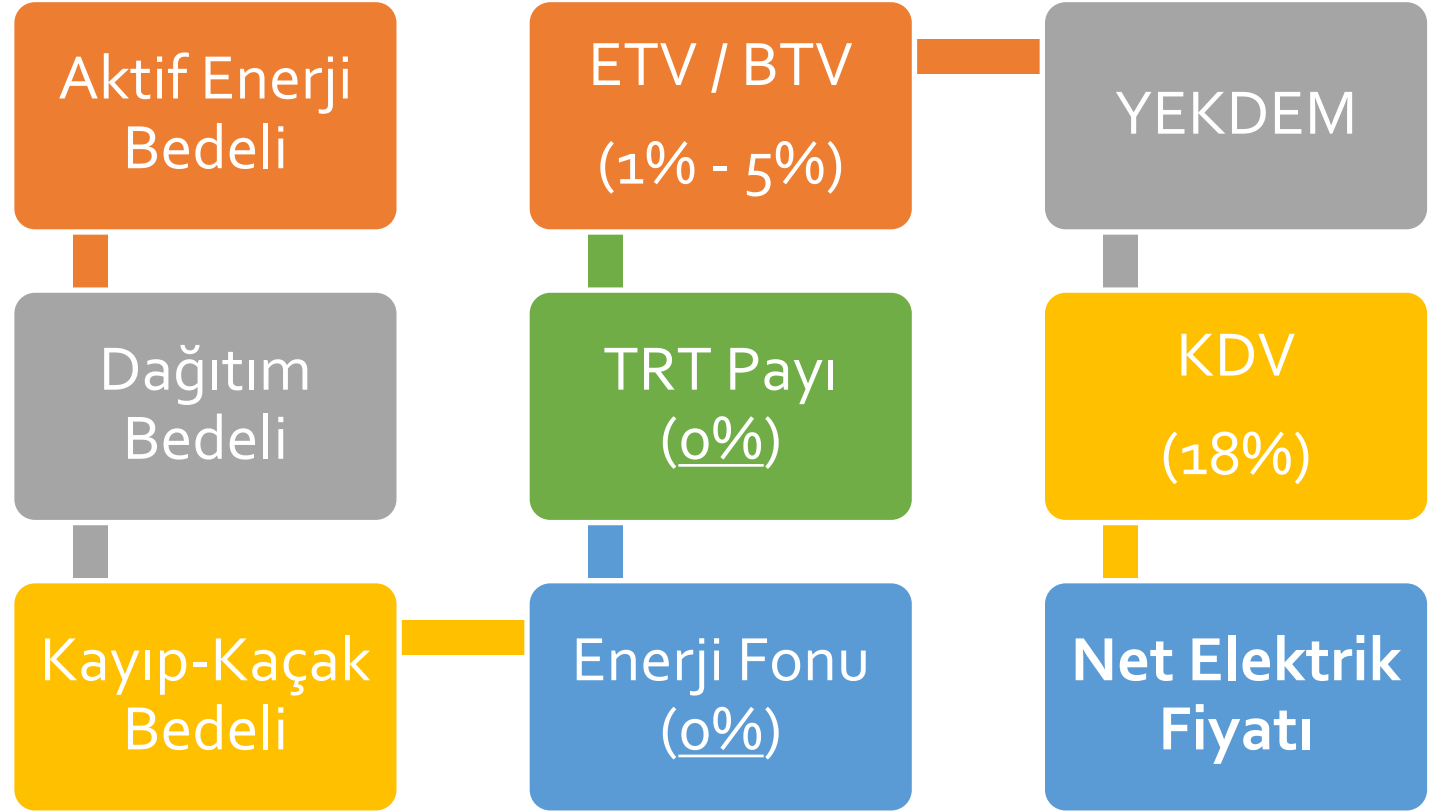 Aktif Enerji
Bedeli
Dağıtım
Bedeli
Kayıp-Kaçak
Bedeli
Enerji Fonu
(0%)
TRT Payı
(0%)
ETV / BTV
(1% - 5%)
YEKDEM
KDV
(18%)
Net Elektrik
Fiyatı